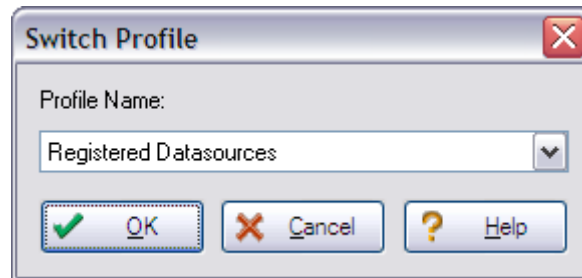 Switch Profile
Profile Name:
Registered Datasources
OK Cancel Help